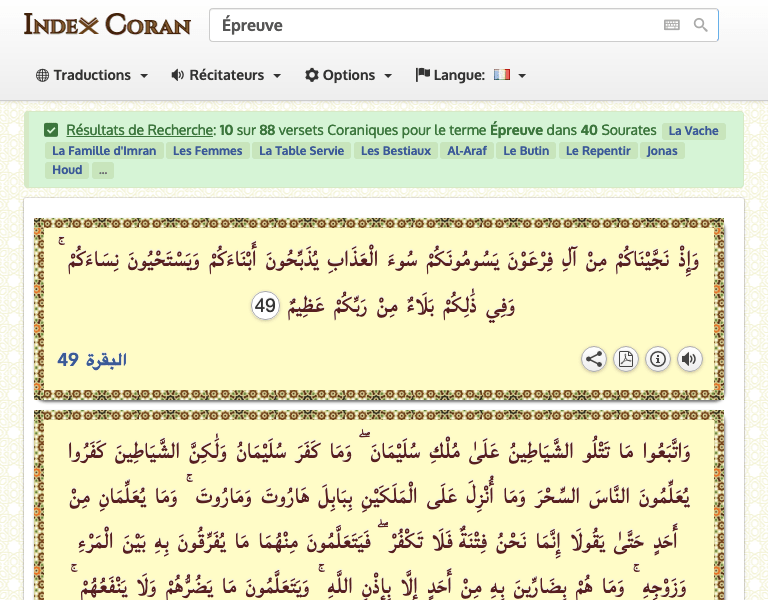 Index Coran
Épreuve
Traductions Récitateurs Options Langue:
Résultats de Recherche: 10 sur 88 versets Coraniques pour le terme Épreuve dans 40 Sourates La Vache
La Famille d'Imran Les Femmes La Table Servie Les Bestiaux Al-Araf Le Butin Le Repentir Jonas
Houd ...
وَإِذْ نَجَّيْنَاكُمْ مِنْ آلِ فِرْعَوْنَ يَسُومُونَكُمْ سُوءَ الْعَذَابِ يُذَبِّحُونَ أَبْنَاءَكُمْ وَيَسْتَحْيُونَ نِسَاءَكُمْ ۚ
وَفِي ذَٰلِكُمْ بَلَاءٌ مِنْ رَبِّكُمْ عَظِيمٌ 49
البقرة 49
وَاتَّبَعُوا مَا تَتْلُو الشَّيَاطِينُ عَلَىٰ مُلْكِ سُلَيْمَانَ ۖ وَمَا كَفَرَ سُلَيْمَانُ وَلَٰكِنَّ الشَّيَاطِينَ كَفَرُوا
يُعَلِّمُونَ النَّاسَ السِّحْرَ وَمَا أُنْزِلَ عَلَى الْمَلَكَيْنِ بِبَابِلَ هَارُوتَ وَمَارُوتَ ۚ وَمَا يُعَلِّمَانِ مِنْ
أَحَدٍ حَتَّىٰ يَقُولَا إِنَّمَا نَحْنُ فِتْنَةٌ فَلَا تَكْفُرْ ۖ فَيَتَعَلَّمُونَ مِنْهُمَا مَا يُفَرِّقُونَ بِهِ بَيْنَ الْمَرْءِ
وَزَوْجِهِ ۚ وَمَا هُمْ بِضَارِّينَ بِهِ مِنْ أَحَدٍ إِلَّا بِإِذْنِ اللَّهِ ۚ وَيَتَعَلَّمُونَ مَا يَضُرُّهُمْ وَلَا يَنْفَعُهُمْ ۚ